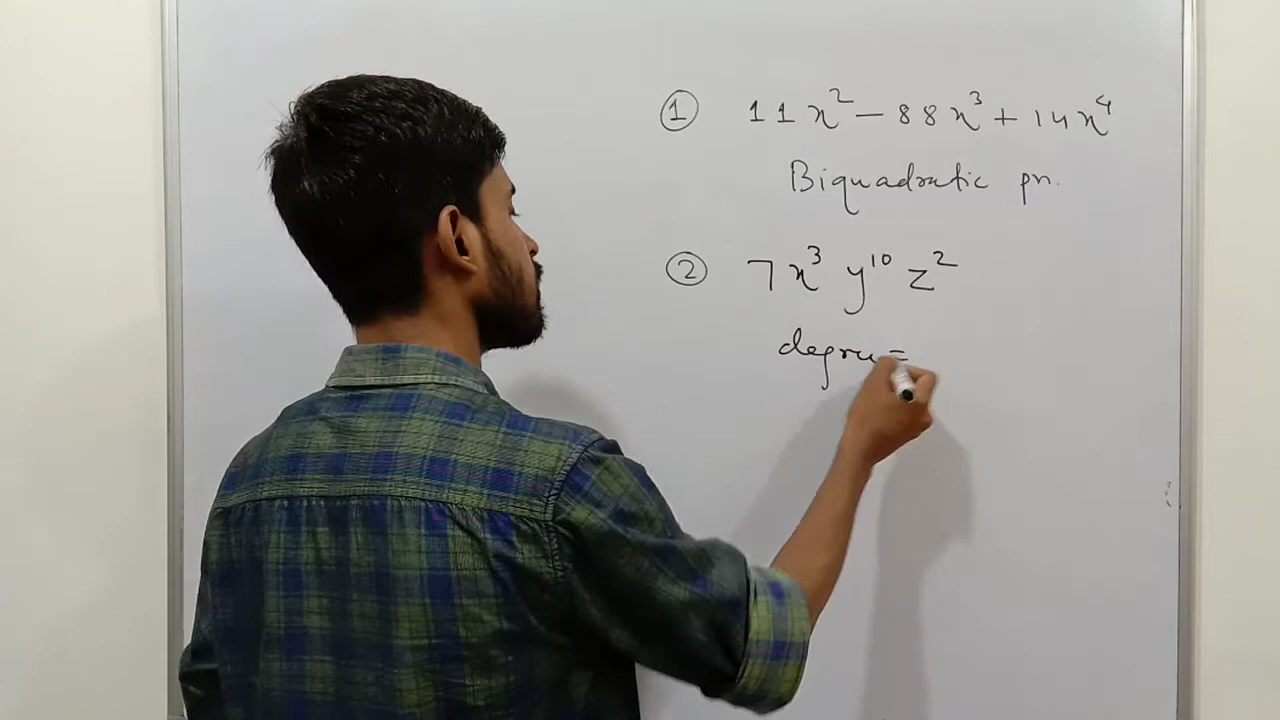 ① 11x² – 88x³ + 14x⁴
Biquadratic pn.
② 7x³ y¹⁰ z²
degree =